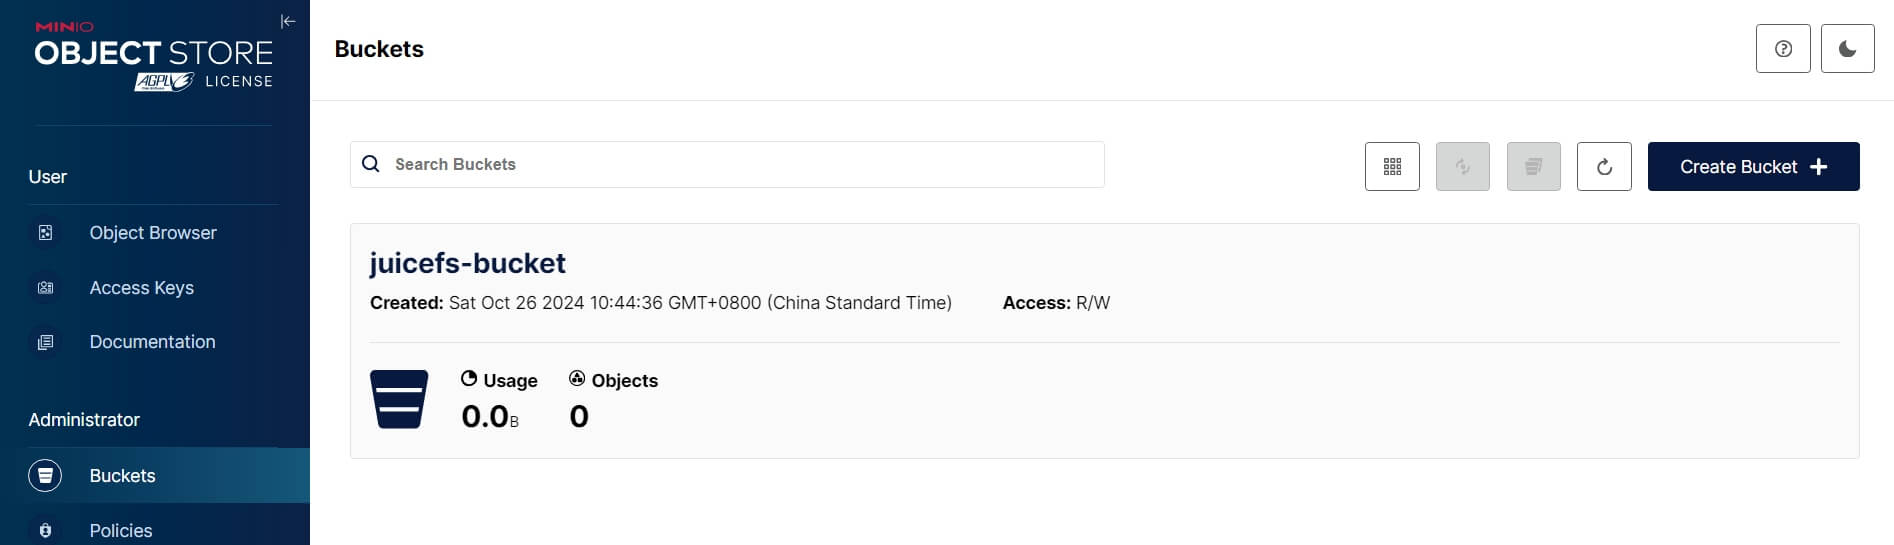 MINIO
OBJECT STORE
AGPL LICENSE
User
Object Browser
Access Keys
Documentation
Administrator
Buckets
Policies
Buckets
Search Buckets
Create Bucket
juicefs-bucket
Created: Sat Oct 26 2024 10:44:36 GMT+0800 (China Standard Time) Access: R/W
Usage Objects
0.0B 0